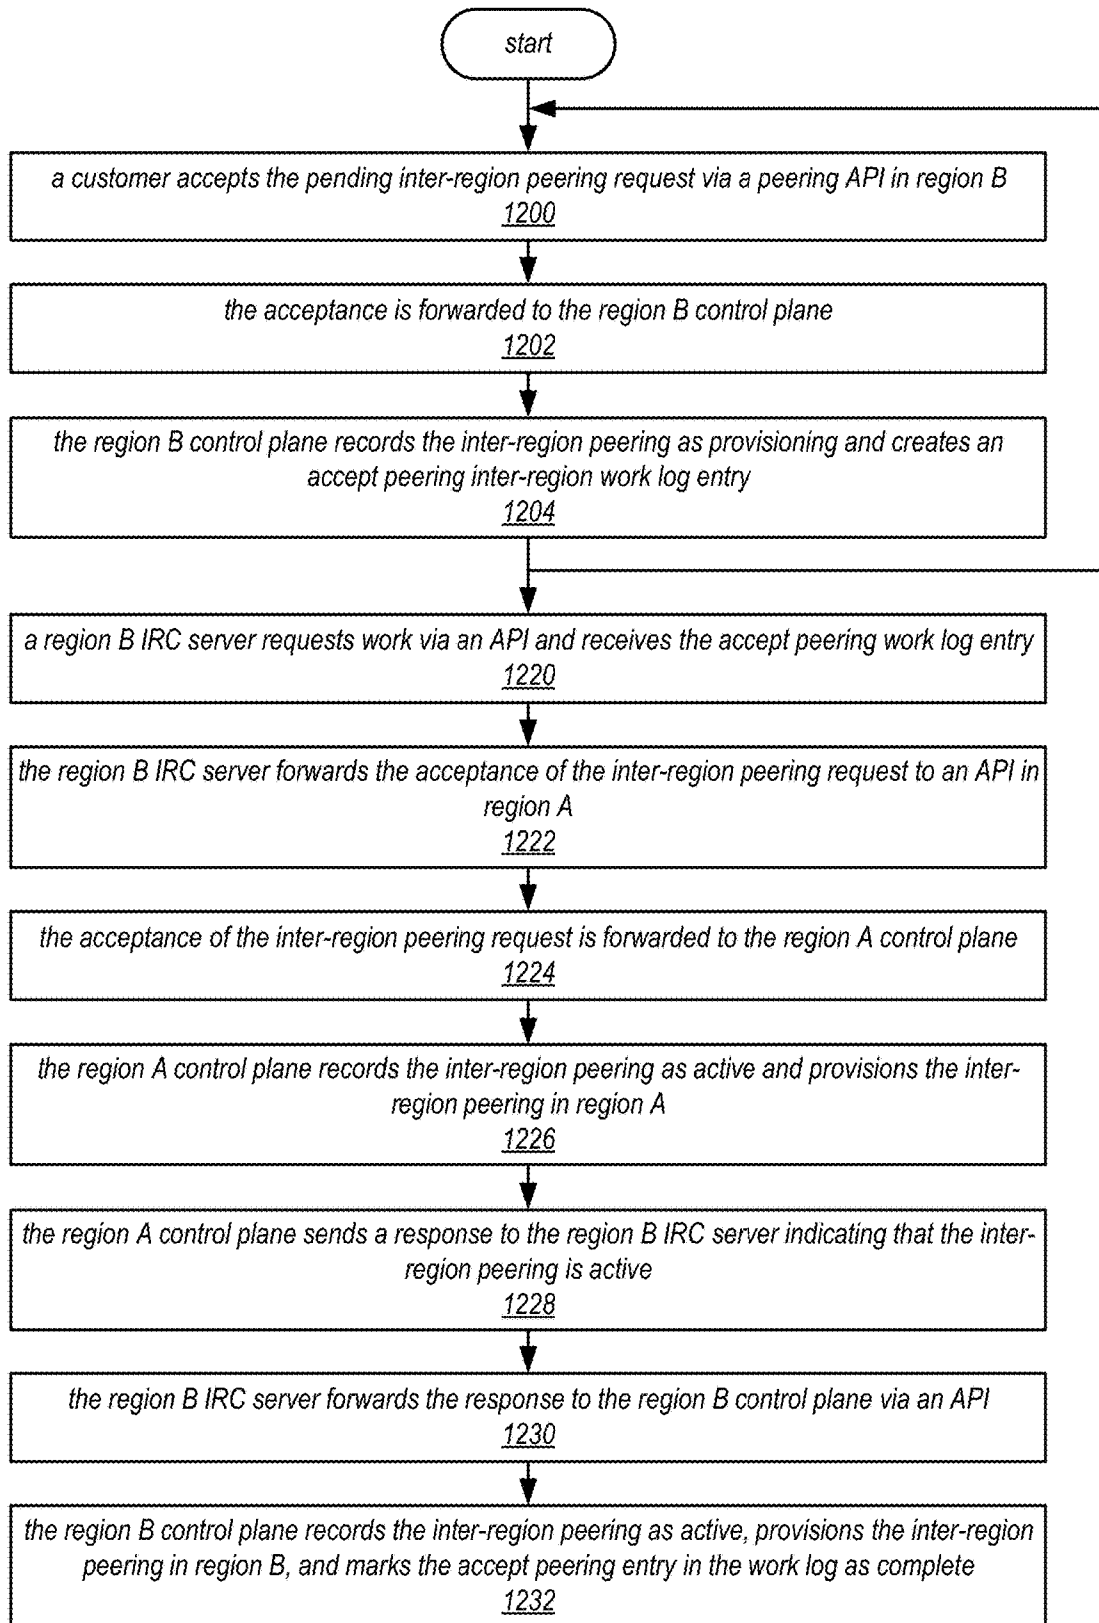 start
a customer accepts the pending inter-region peering request via a peering API in region B
1200
the acceptance is forwarded to the region B control plane
1202
the region B control plane records the inter-region peering as provisioning and creates an
accept peering inter-region work log entry
1204
a region B IRC server requests work via an API and receives the accept peering work log entry
1220
the region B IRC server forwards the acceptance of the inter-region peering request to an API in
region A
1222
the acceptance of the inter-region peering request is forwarded to the region A control plane
1224
the region A control plane records the inter-region peering as active and provisions the inter-
region peering in region A
1226
the region A control plane sends a response to the region B IRC server indicating that the inter-
region peering is active
1228
the region B IRC server forwards the response to the region B control plane via an API
1230
the region B control plane records the inter-region peering as active, provisions the inter-region
peering in region B, and marks the accept peering entry in the work log as complete
1232